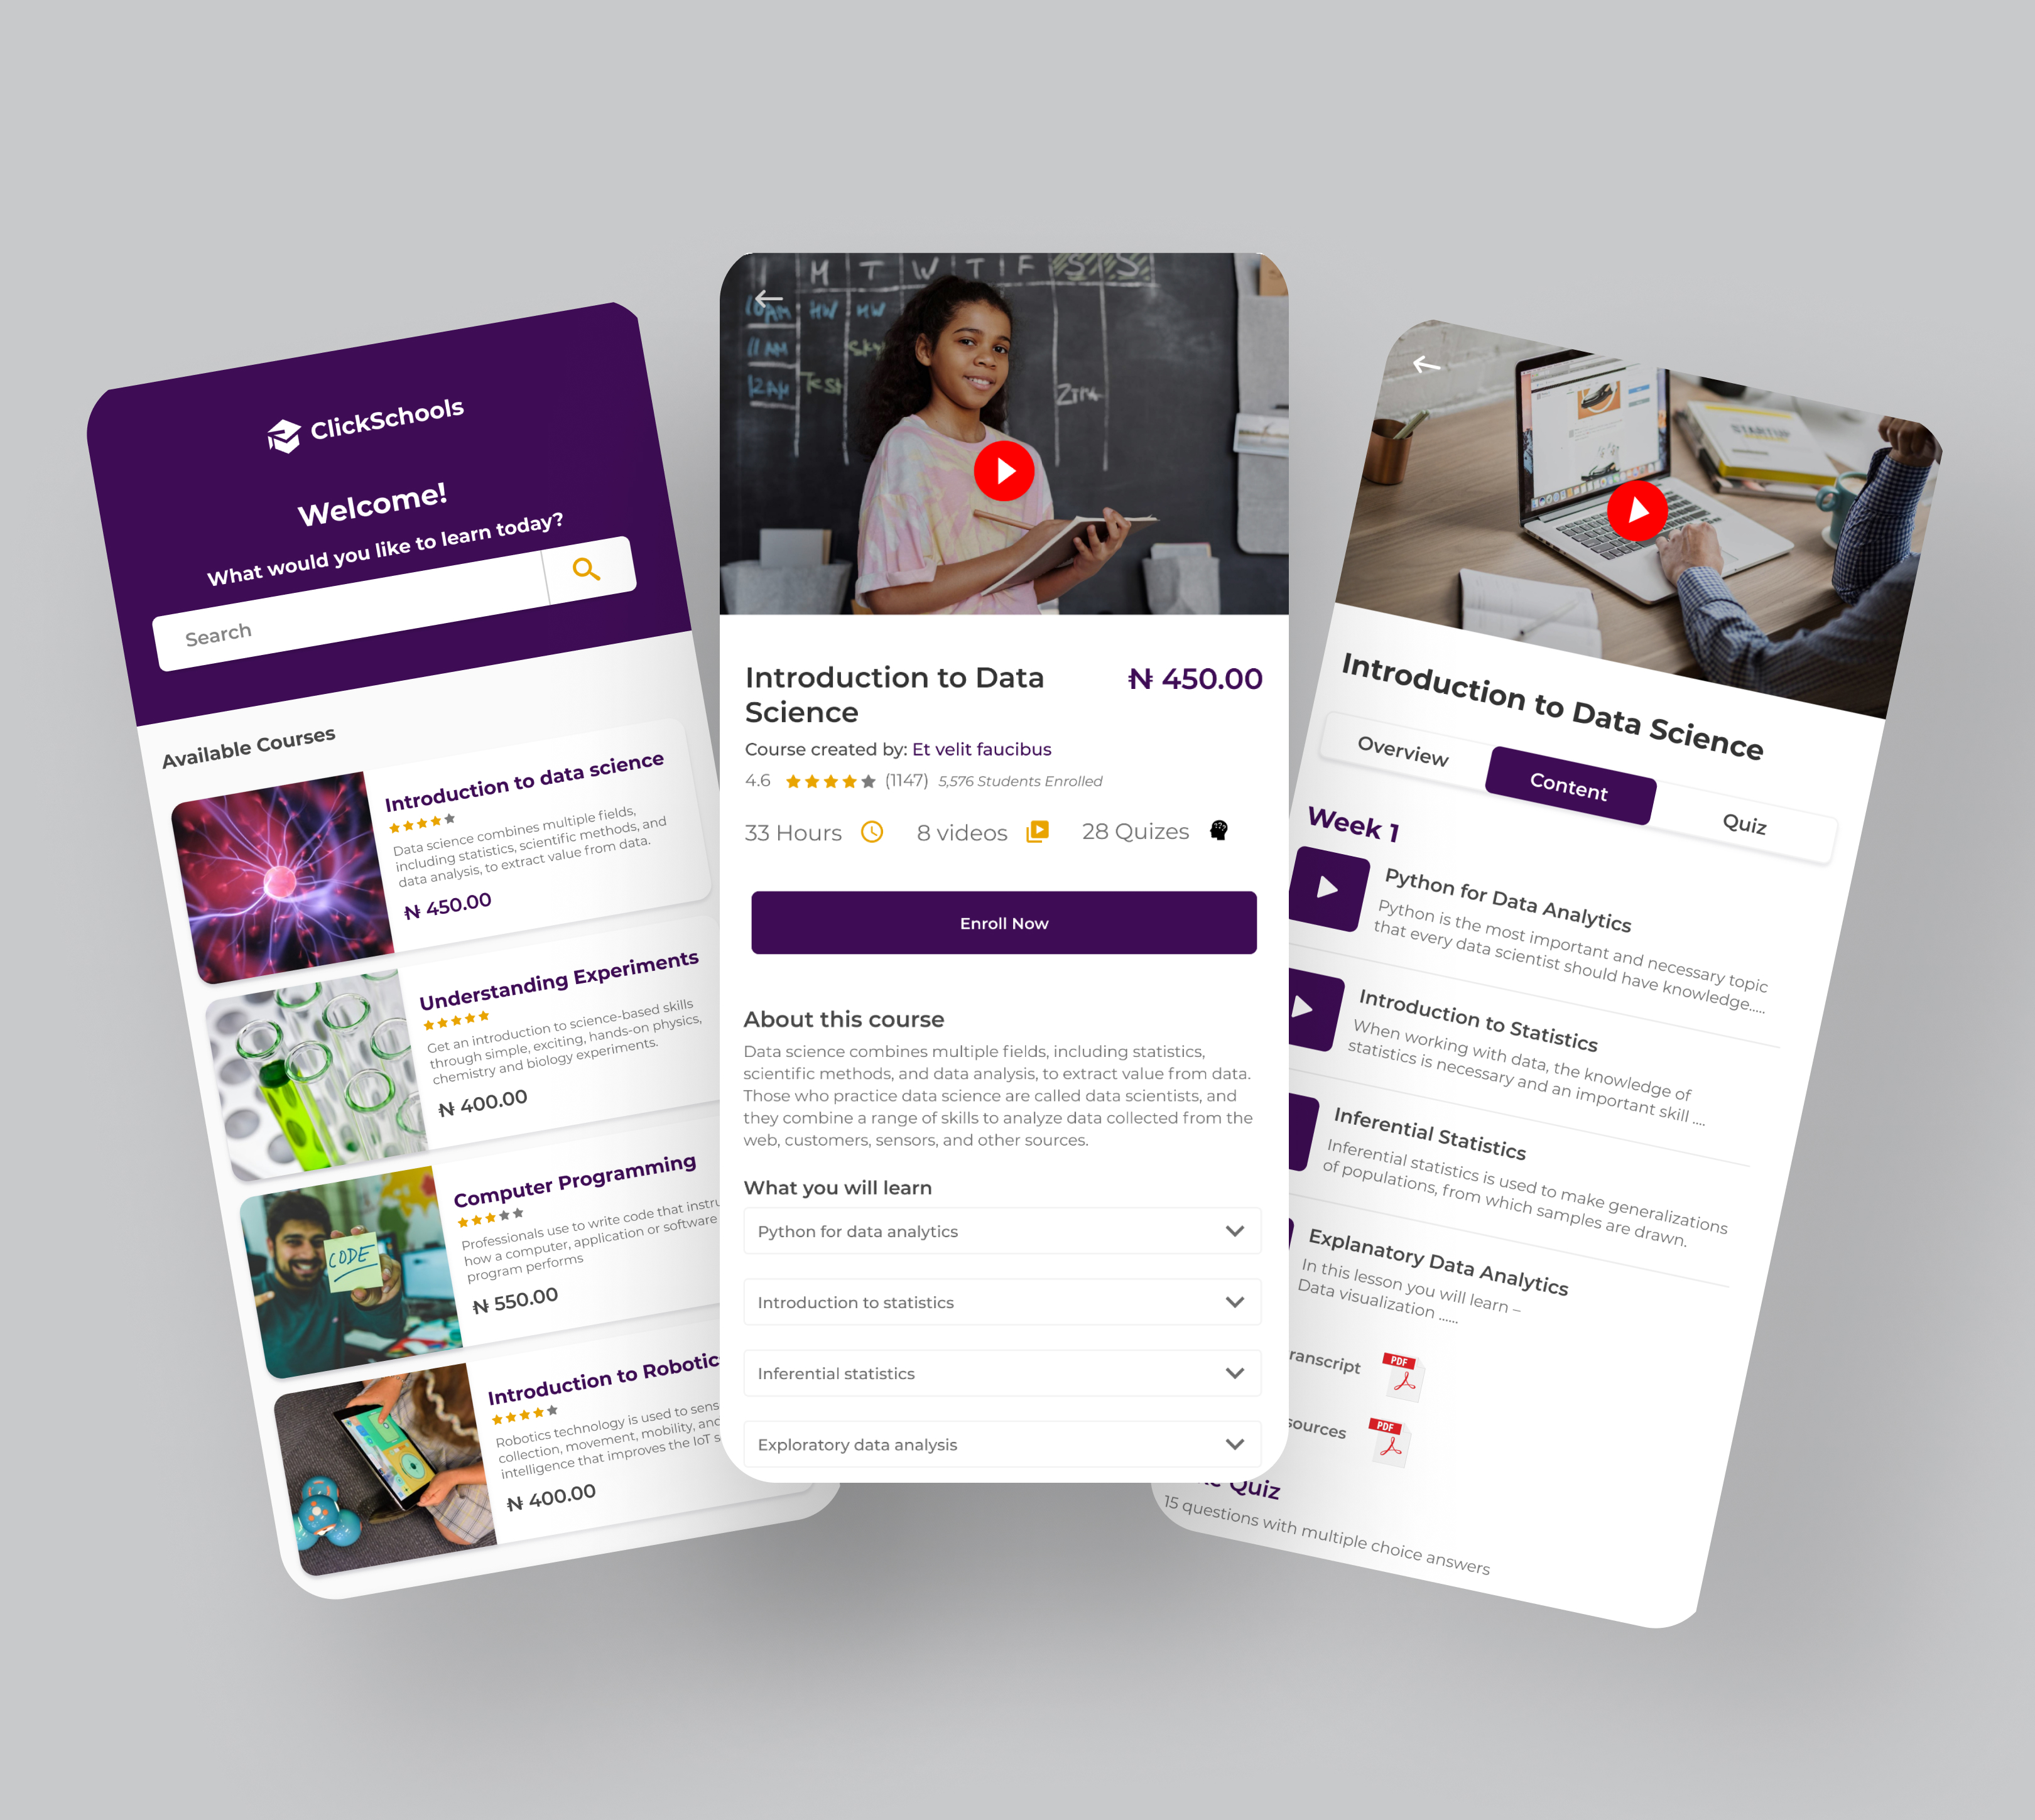 ClickSchools
Welcome!
What would you like to learn today?
Search
Available Courses
Introduction to data science
Data science combines multiple fields,
including statistics, scientific methods, and
data analysis, to extract value from data.
₦ 450.00
Understanding Experiments
Get an introduction to science-based skills
through simple, exciting, hands-on physics,
chemistry and biology experiments.
₦ 400.00
CODE
Computer Programming
Professionals use to write code that instru
how a computer, application or software
program performs
₦ 550.00
Introduction to Robotic
Robotics technology is used to sens
collection, movement, mobility, and
intelligence that improves the IoT s
₦ 400.00
M T W T F S S
10AM HW HW
11AM
12AM Test
Introduction to Data
Science
₦ 450.00
Course created by: Et velit faucibus
4.6 (1147) 5,576 Students Enrolled
33 Hours 8 videos 28 Quizes
Enroll Now
About this course
Data science combines multiple fields, including statistics,
scientific methods, and data analysis, to extract value from data.
Those who practice data science are called data scientists, and
they combine a range of skills to analyze data collected from the
web, customers, sensors, and other sources.
What you will learn
Python for data analytics
Introduction to statistics
Inferential statistics
Exploratory data analysis
STARTUP
Introduction to Data Science
Overview Content Quiz
Week 1
Python for Data Analytics
Python is the most important and necessary topic
that every data scientist should have knowledge.....
Introduction to Statistics
When working with data, the knowledge of
statistics is necessary and an important skill ....
Inferential Statistics
Inferential statistics is used to make generalizations
of populations, from which samples are drawn.
Explanatory Data Analytics
In this lesson you will learn –
Data visualization ......
ranscript PDF
sources PDF
Quiz
15 questions with multiple choice answers